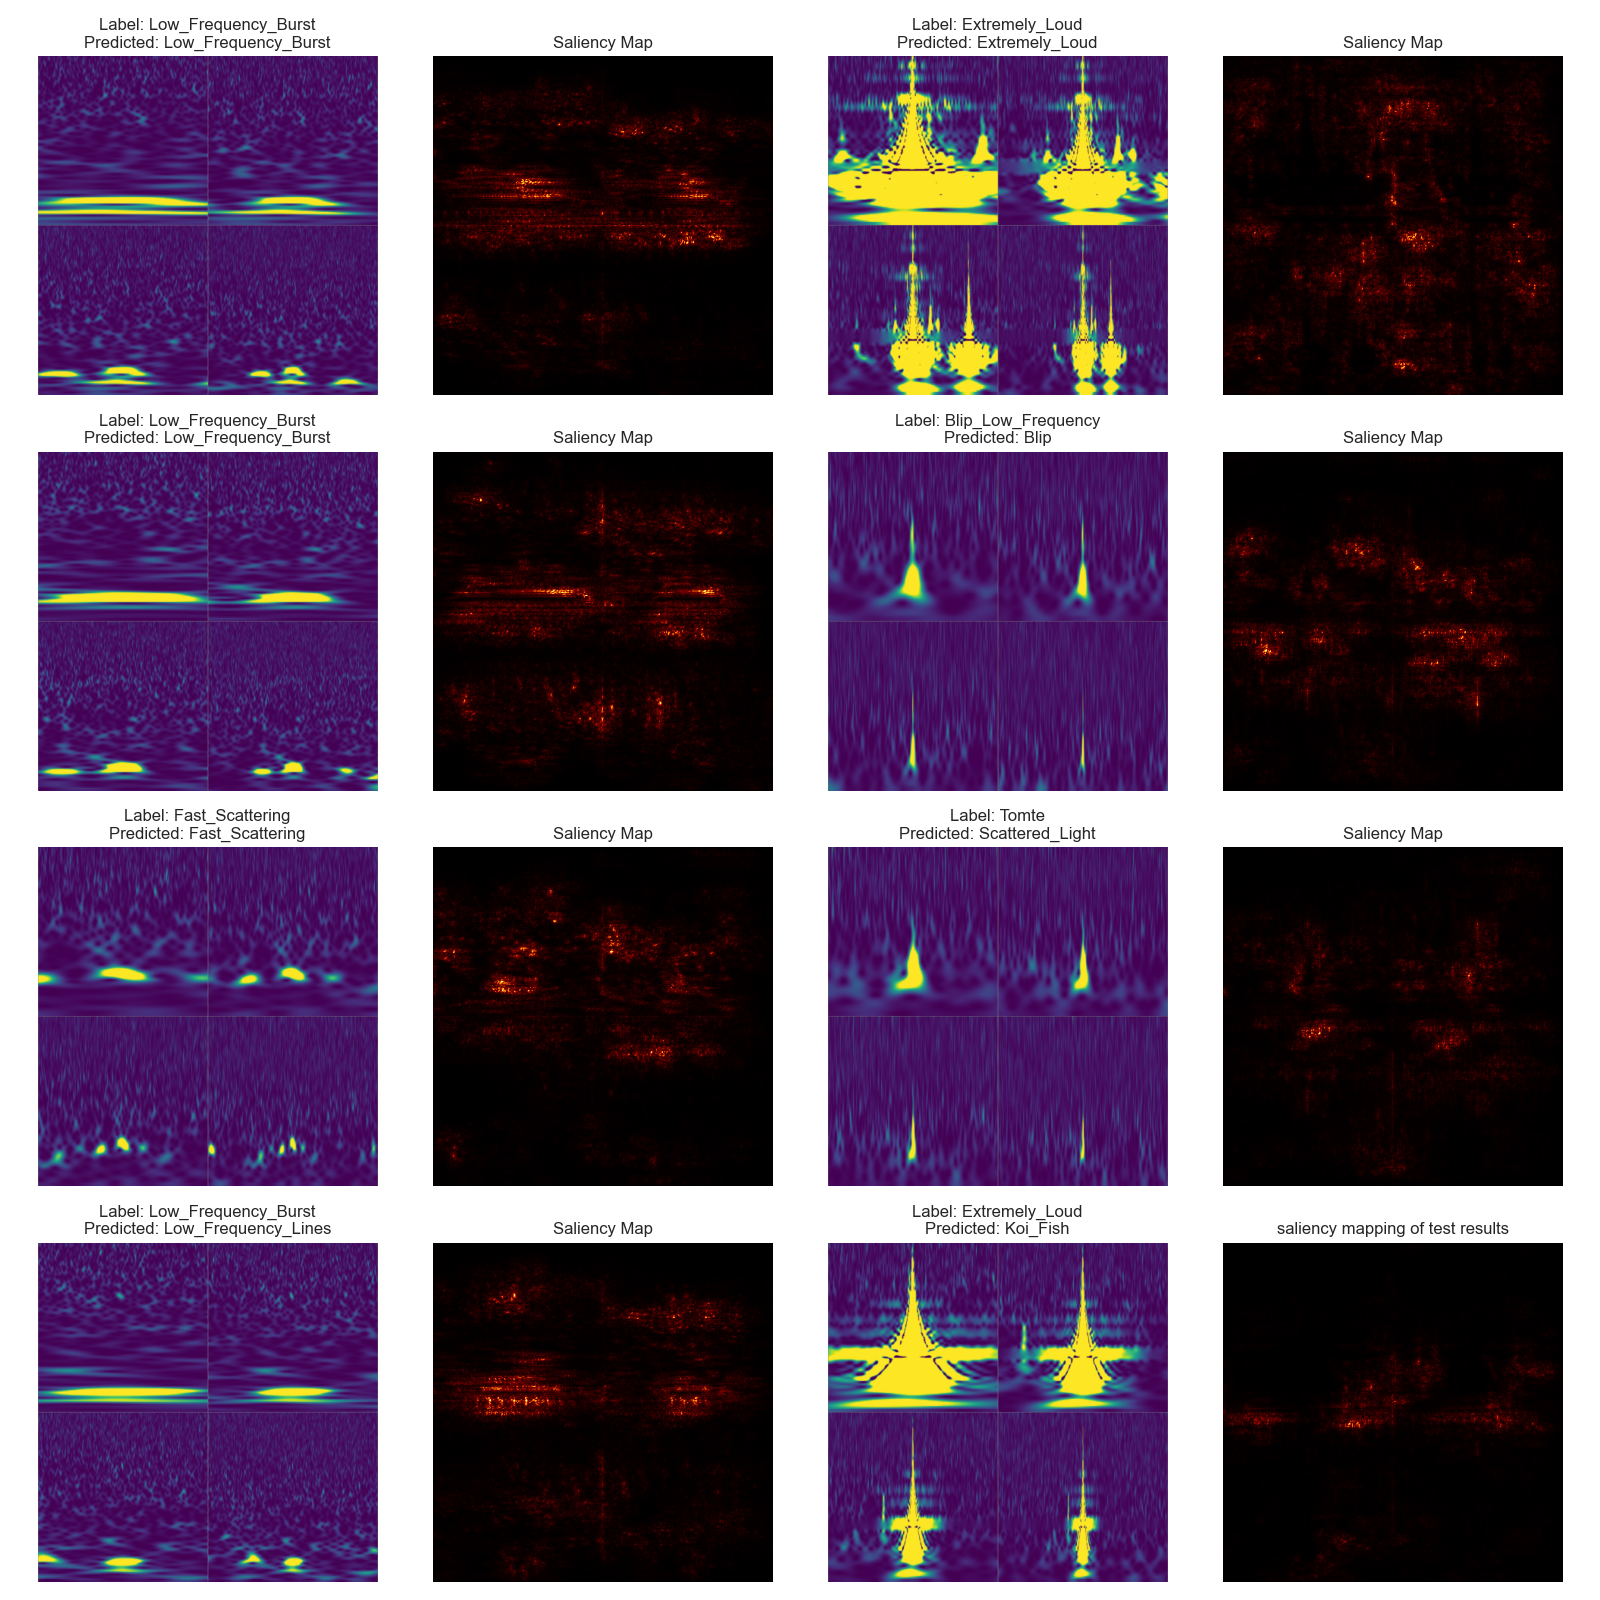 Label: Low_Frequency_Burst
Predicted: Low_Frequency_Burst
Saliency Map
Label: Extremely_Loud
Predicted: Extremely_Loud
Saliency Map
Label: Low_Frequency_Burst
Predicted: Low_Frequency_Burst
Saliency Map
Label: Blip_Low_Frequency
Predicted: Blip
Saliency Map
Label: Fast_Scattering
Predicted: Fast_Scattering
Saliency Map
Label: Tomte
Predicted: Scattered_Light
Saliency Map
Label: Low_Frequency_Burst
Predicted: Low_Frequency_Lines
Saliency Map
Label: Extremely_Loud
Predicted: Koi_Fish
saliency mapping of test results